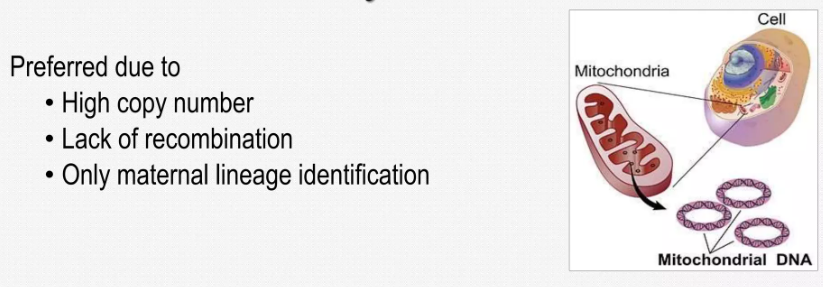 Preferred due to
• High copy number
• Lack of recombination
• Only maternal lineage identification
Cell
Mitochondria
Mitochondrial DNA